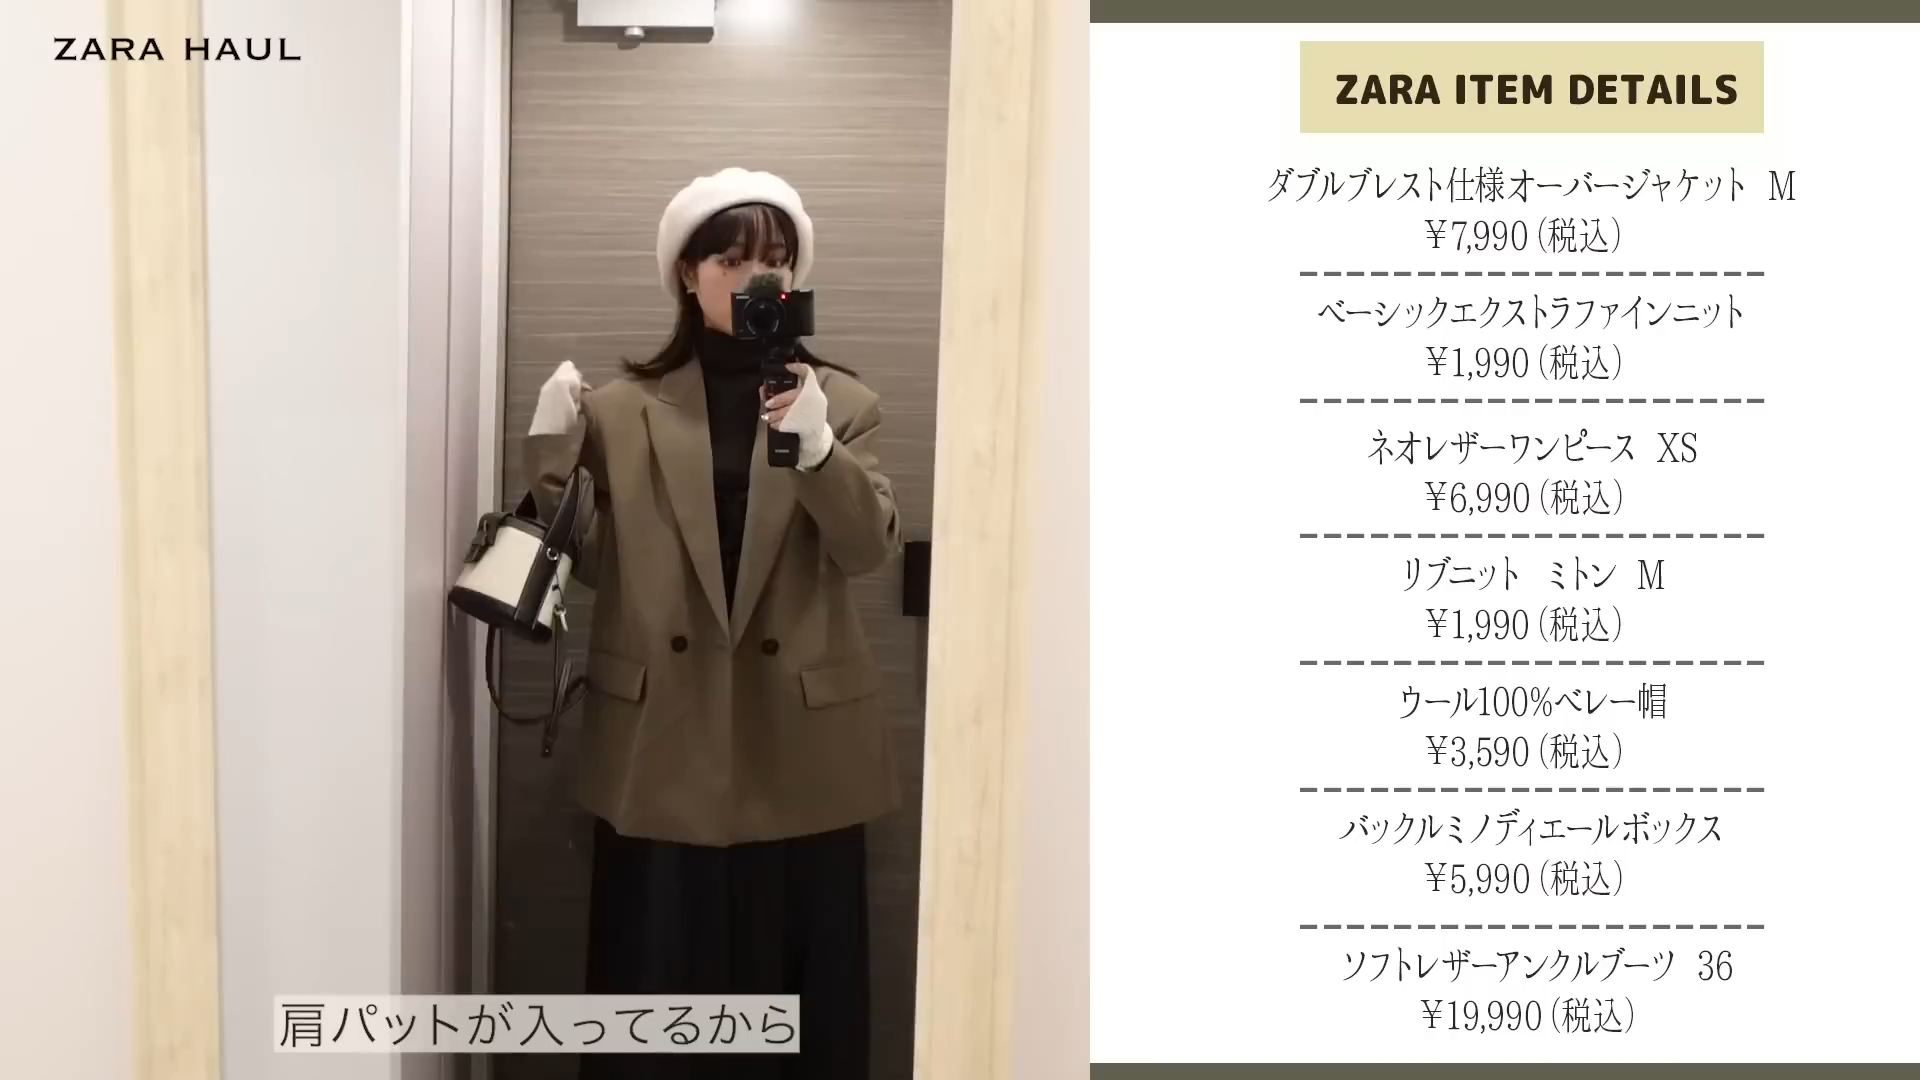 ZARA HAUL
肩パットが入ってるから
ZARA ITEM DETAILS
ダブルブレスト仕様オーバージャケット M
¥7,990(税込)
ベーシックエクストラファインニット
¥1,990(税込)
ネオレザーワンピース XS
¥6,990(税込)
リブニット ミトン M
¥1,990(税込)
ウール100%ベレー帽
¥3,590(税込)
バックルミノディエールボックス
¥5,990(税込)
ソフトレザーアンクルブーツ 36
¥19,990(税込)